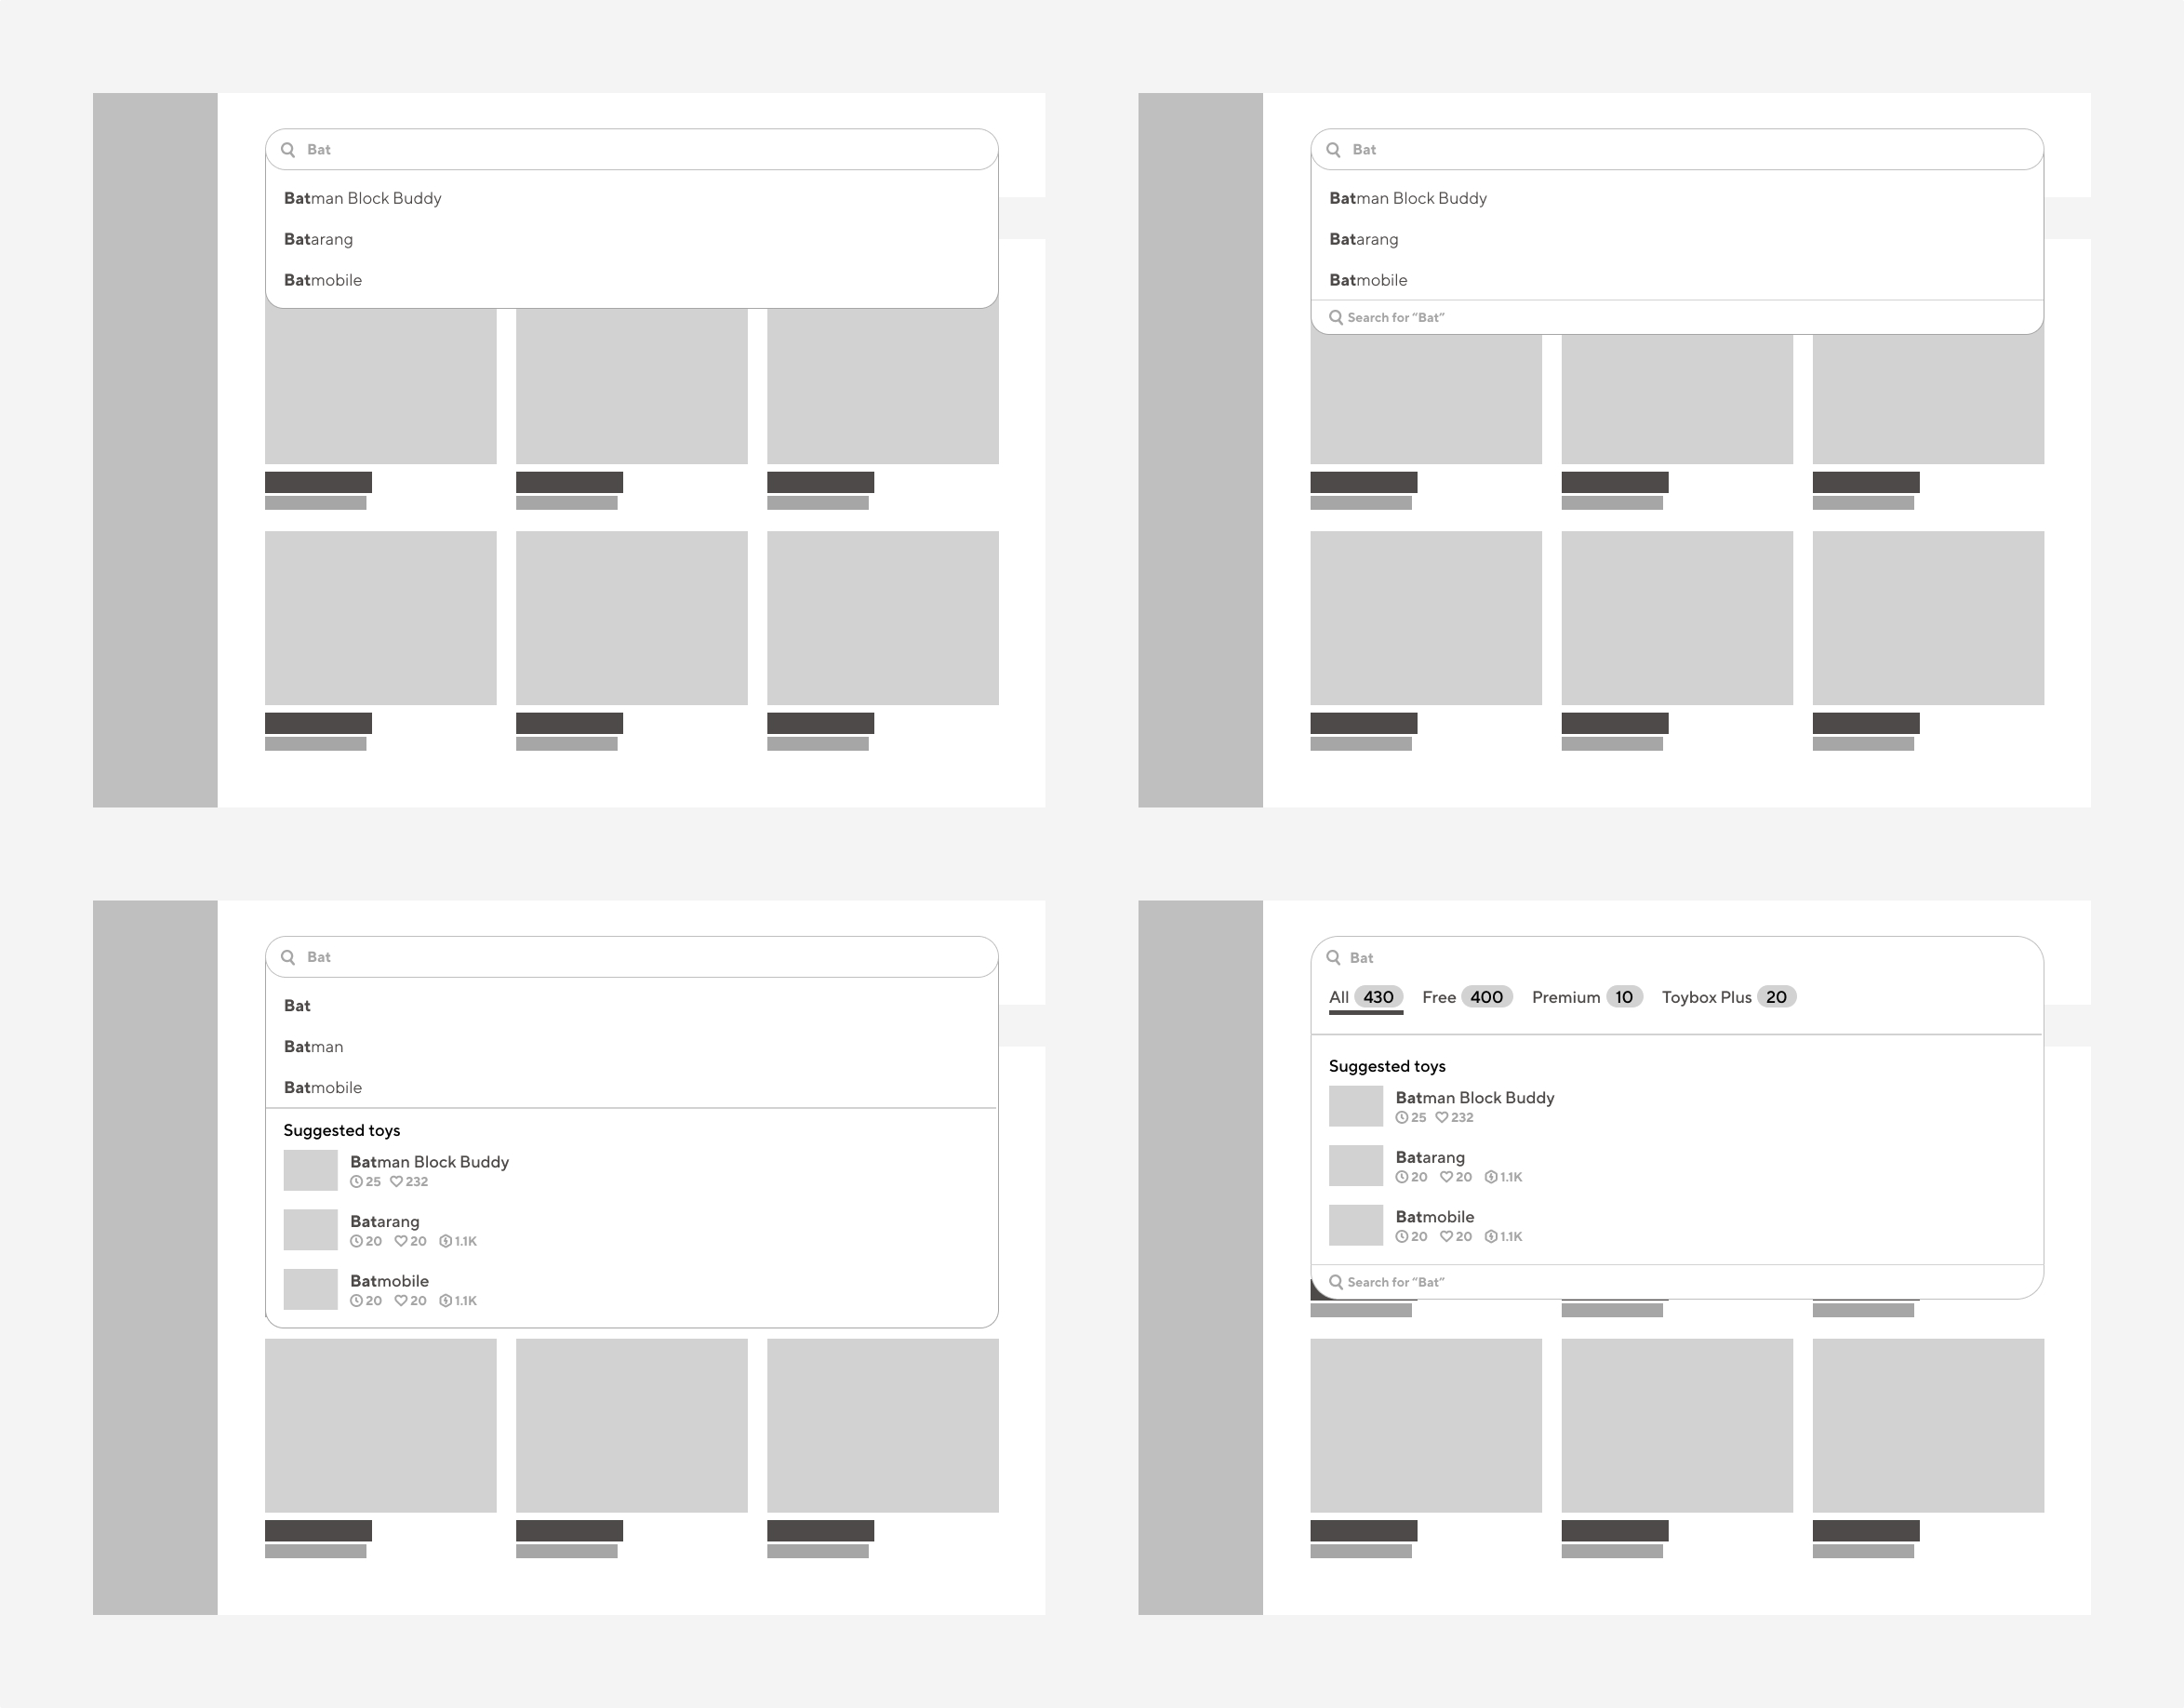 Bat
Batman Block Buddy
Batarang
Batmobile
Bat
Batman Block Buddy
Batarang
Batmobile
Search for “Bat”
Bat
Bat
Batman
Batmobile
Suggested toys
Batman Block Buddy
25 232
Batarang
20 20 1.1K
Batmobile
20 20 1.1K
Bat
All 430 Free 400 Premium 10 Toybox Plus 20
Suggested toys
Batman Block Buddy
25 232
Batarang
20 20 1.1K
Batmobile
20 20 1.1K
Search for “Bat”